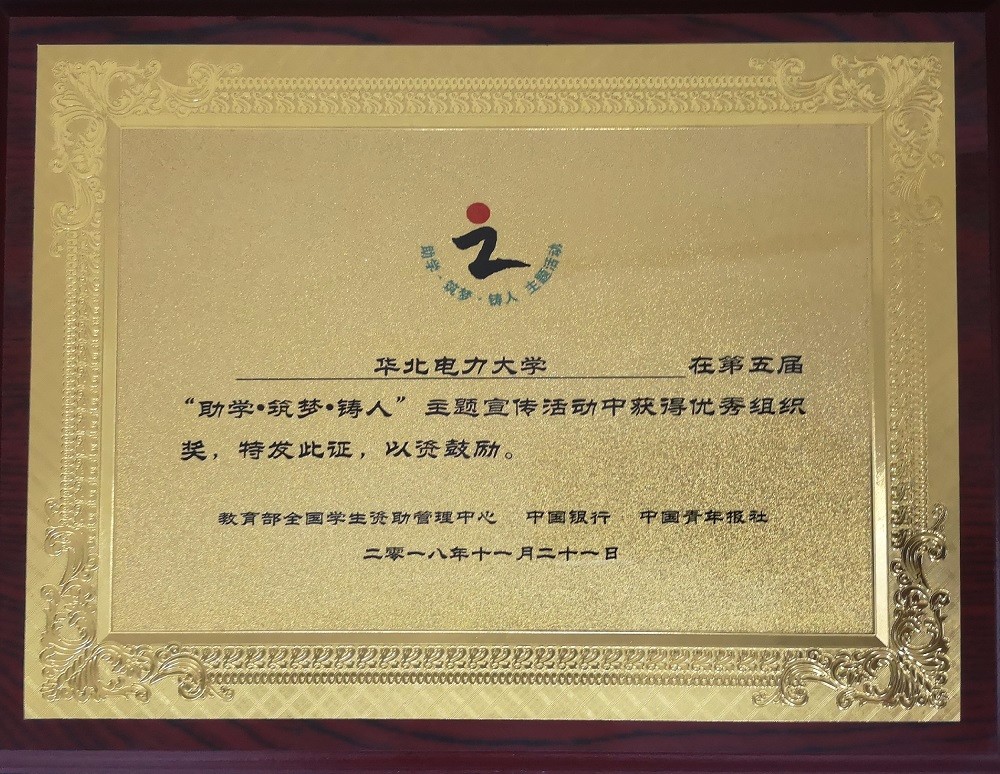 助学·筑梦·铸人 主题活动
华北电力大学 在第五届
“助学•筑梦•铸人”主题宣传活动中获得优秀组织
奖，特发此证，以资鼓励。
教育部全国学生资助管理中心 中国银行 中国青年报社
二零一八年十一月二十一日